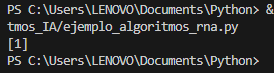 PS C:\Users\LENOVO\Documents\Python> &
tmos_IA/ejemplo_algoritmos_rna.py
[1]
PS C:\Users\LENOVO\Documents\Python>